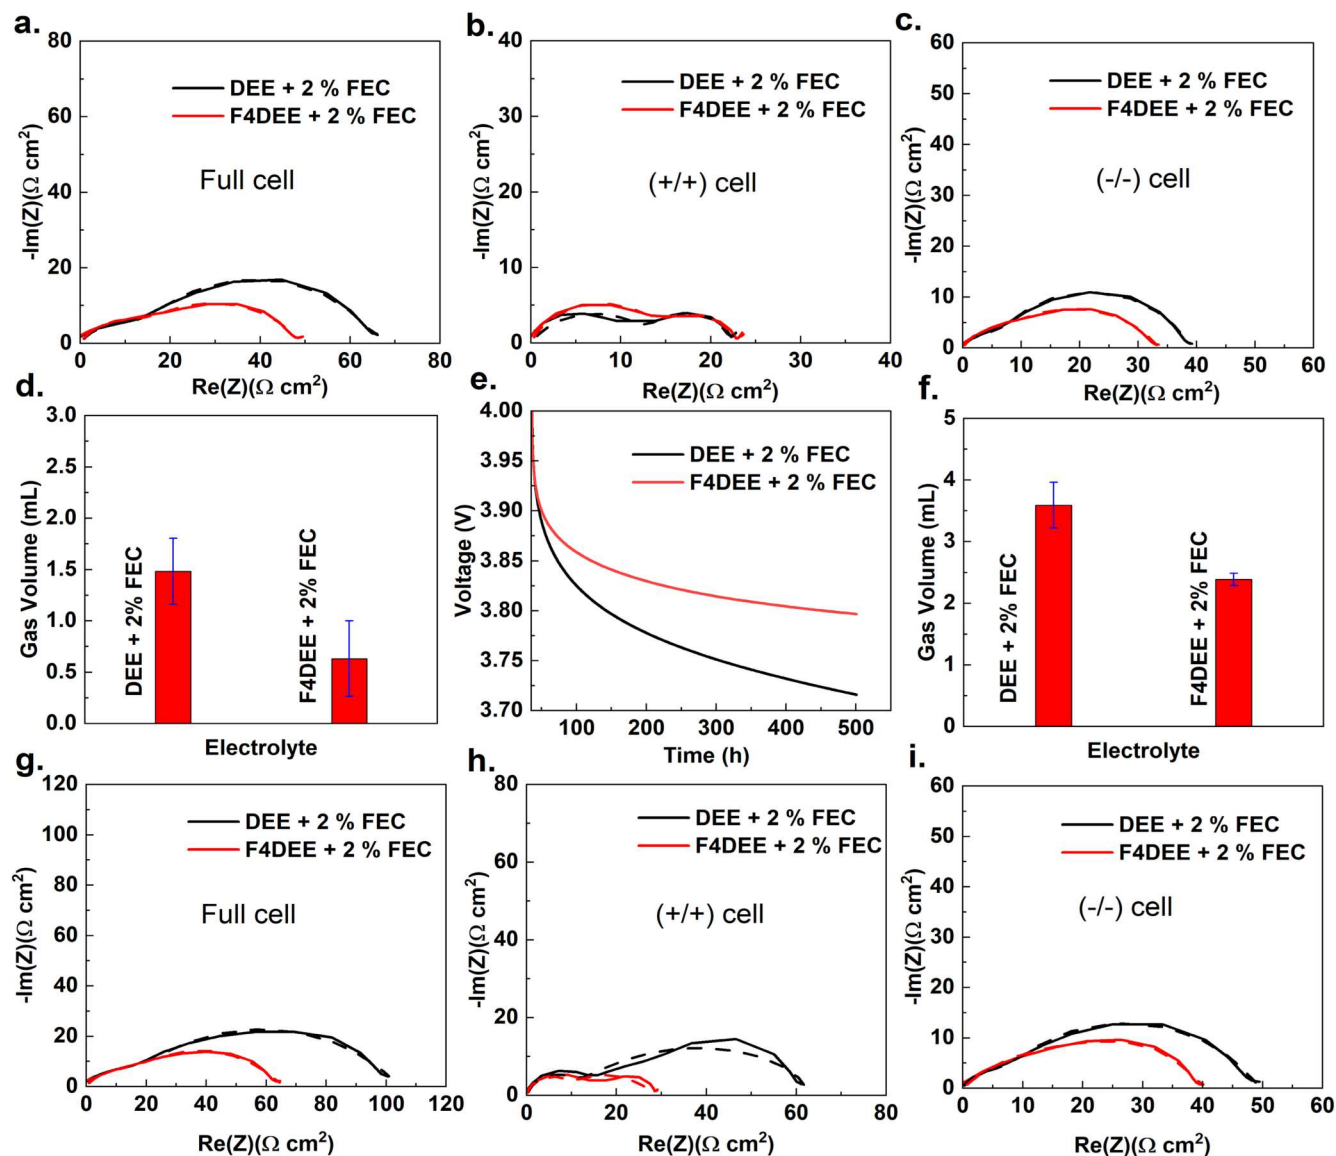 a.
80
60
40
20
0
-Im(Z)(Ω cm²)
DEE + 2 % FEC
F4DEE + 2 % FEC
Full cell
0 20 40 60 80
Re(Z)(Ω cm²)
b.
40
35
30
25
20
15
10
5
0
-Im(Z)(Ω cm²)
DEE + 2 % FEC
F4DEE + 2 % FEC
(+/+) cell
0 10 20 30 40
Re(Z)(Ω cm²)
c.
60
50
40
30
20
10
0
-Im(Z)(Ω cm²)
DEE + 2 % FEC
F4DEE + 2 % FEC
(-/-) cell
0 10 20 30 40 50 60
Re(Z)(Ω cm²)
d.
3.0
2.5
2.0
1.5
1.0
0.5
0.0
Gas Volume (mL)
DEE + 2% FEC
F4DEE + 2% FEC
Electrolyte
e.
4.00
3.95
3.90
3.85
3.80
3.75
3.70
Voltage (V)
DEE + 2 % FEC
F4DEE + 2 % FEC
100 200 300 400 500
Time (h)
f.
5
4
3
2
1
0
Gas Volume (mL)
DEE + 2% FEC
F4DEE + 2% FEC
Electrolyte
g.
120
100
80
60
40
20
0
-Im(Z)(Ω cm²)
DEE + 2 % FEC
F4DEE + 2 % FEC
Full cell
0 20 40 60 80 100 120
Re(Z)(Ω cm²)
h.
80
60
40
20
0
-Im(Z)(Ω cm²)
DEE + 2 % FEC
F4DEE + 2 % FEC
(+/+) cell
0 20 40 60 80
Re(Z)(Ω cm²)
i.
60
50
40
30
20
10
0
-Im(Z)(Ω cm²)
DEE + 2 % FEC
F4DEE + 2 % FEC
(-/-) cell
0 10 20 30 40 50 60
Re(Z)(Ω cm²)